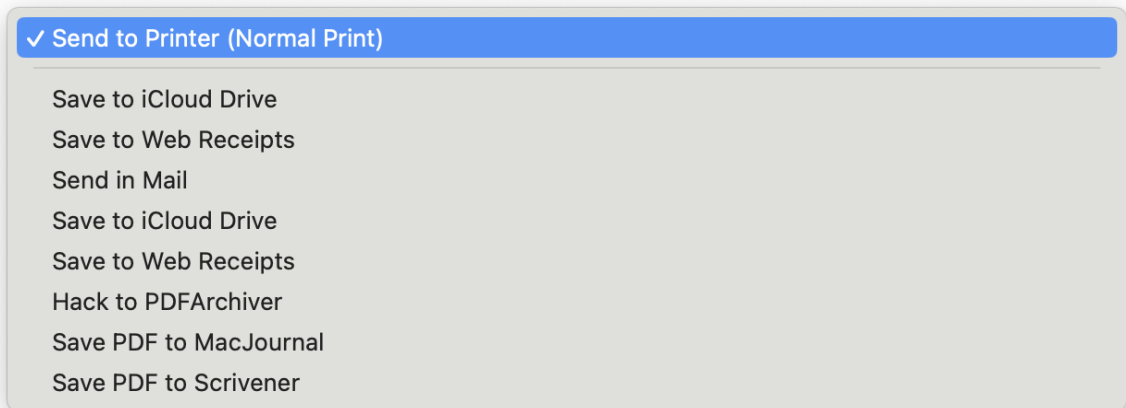 ✓ Send to Printer (Normal Print)
Save to iCloud Drive
Save to Web Receipts
Send in Mail
Save to iCloud Drive
Save to Web Receipts
Hack to PDFArchiver
Save PDF to MacJournal
Save PDF to Scrivener